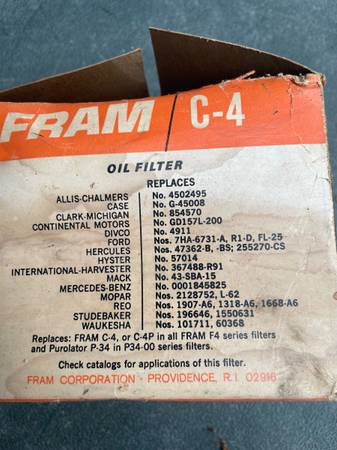 FRAM C-4
OIL FILTER
REPLACES
ALLIS-CHALMERS No. 4502495
CASE No. G-45008
CLARK-MICHIGAN No. 854570
CONTINENTAL MOTORS No. GD157L-200
DIVCO No. 4911
FORD Nos. 7HA-6731-A, R1-D, FL-25
HERCULES Nos. 47362-B, -BS; 255270-CS
HYSTER No. 57014
INTERNATIONAL-HARVESTER No. 367488-R91
MACK No. 43-SBA-15
MERCEDES-BENZ No. 0001845825
MOPAR Nos. 2128752, L-62
REO Nos. 1907-A6, 1318-A6, 1668-A6
STUDEBAKER Nos. 196646, 1550631
WAUKESHA Nos. 101711, 60368
Replaces: FRAM C-4, or C-4P in all FRAM F4 series filters
and Purolator P-34 in P34-00 series filters.
Check catalogs for applications of this filter.
FRAM CORPORATION - PROVIDENCE, R.I. 02916